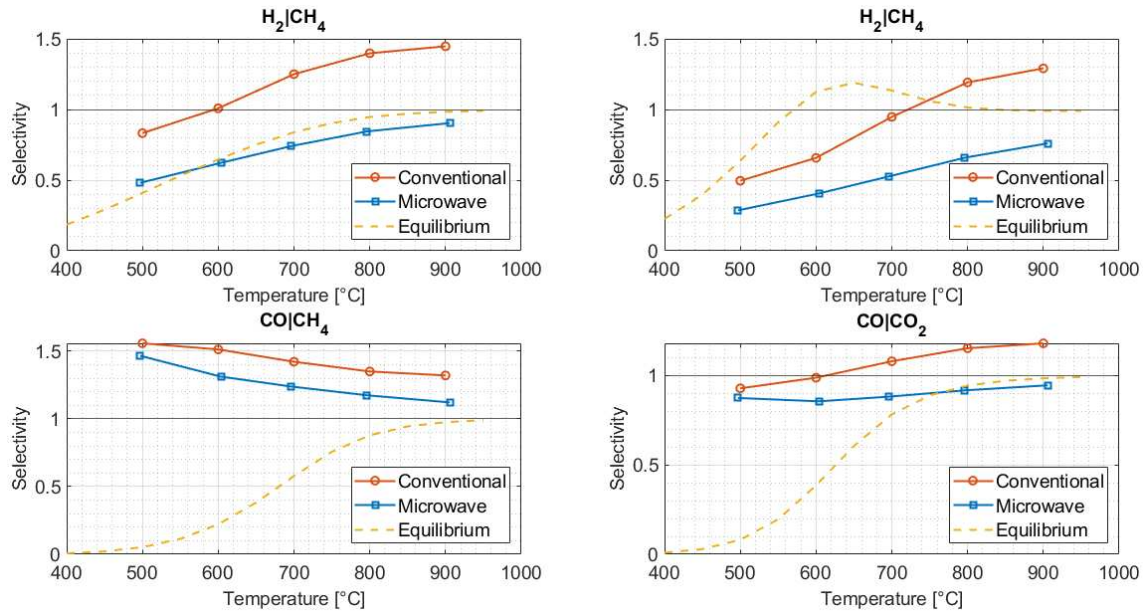 H2|CH4
1.5
1
0.5
0
Selectivity
Conventional
Microwave
Equilibrium
400 500 600 700 800 900 1000
Temperature [°C]
H2|CH4
1.5
1
0.5
0
Selectivity
Conventional
Microwave
Equilibrium
400 500 600 700 800 900 1000
Temperature [°C]
CO|CH4
1.5
1
0.5
0
Selectivity
Conventional
Microwave
Equilibrium
400 500 600 700 800 900 1000
Temperature [°C]
CO|CO2
1
0.5
0
Selectivity
Conventional
Microwave
Equilibrium
400 500 600 700 800 900 1000
Temperature [°C]